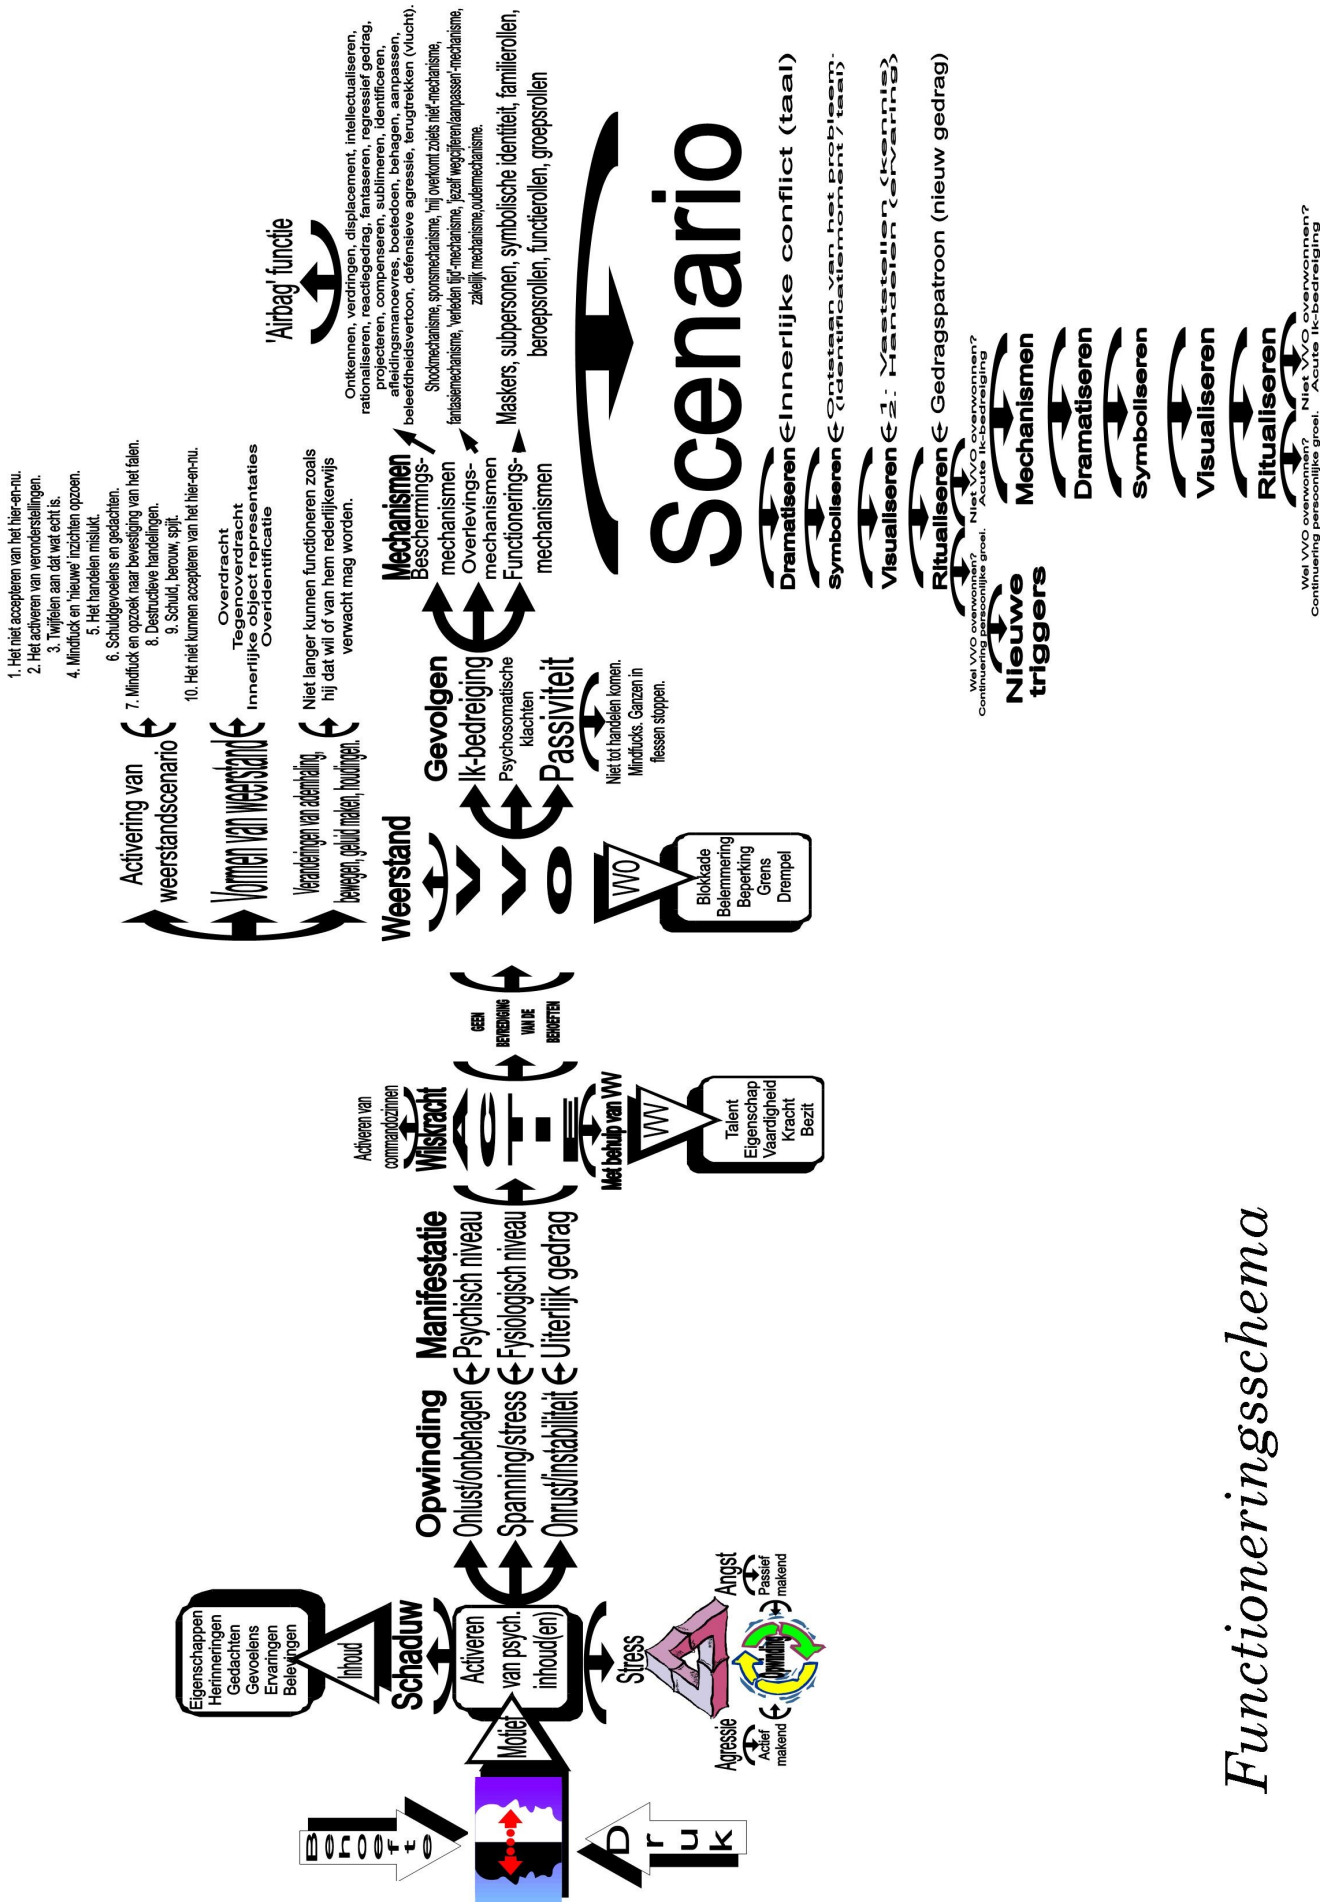 Functioneringsschema
Behoefte
Druk
Motief
Activeren
van psych.
inhoud(en)
Schaduw
Inhoud
Eigenschappen
Herinneringen
Gedachten
Gevoelens
Ervaringen
Belevingen
Stress
Agressie
Actief
makend
Angst
Passief
makend
Opwinding
Opwinding
Onlust/onbehagen
Spanning/stress
Onrust/instabiliteit
Manifestatie
Psychisch niveau
Fysiologisch niveau
Uiterlijk gedrag
Activeren van
commandozinnen
Wilskracht
ACTIE
Met behulp van VVV
VVV
Talent
Eigenschap
Vaardigheid
Kracht
Bezit
GEEN
BEVREDIGING
VAN DE
BEHOEFTEN
Weerstand
VVO
VVO
Blokkade
Belemmering
Beperking
Grens
Drempel
Activering van
weerstandscenario
1. Het niet accepteren van het hier-en-nu.
2. Het activeren van veronderstellingen.
3. Twijfelen aan dat wat echt is.
4. Mindfuck en 'nieuwe' inzichten opzoen.
5. Het handelen mislukt.
6. Schuldgevoelens en gedachten.
7. Mindfuck en opzoek naar bevestiging van het falen.
8. Destructieve handelingen.
9. Schuld, berouw, spijt.
10. Het niet kunnen accepteren van het hier-en-nu.
Vormen van weerstand
Overdracht
Tegenoverdracht
Innerlijke object representaties
Overidentificatie
Veranderingen van ademhaling,
bewegen, geluid maken, houdingen.
Niet langer kunnen functioneren zoals
hij dat wil of van hem rederlijkerwijs
verwacht mag worden.
Gevolgen
Ik-bedreiging
Psychosomatische
klachten
Passiviteit
Niet tot handelen komen.
Mindfucks. Ganzen in
flessen stoppen.
Mechanismen
Beschermings-
mechanismen
Overlevings-
mechanismen
Functionerings-
mechanismen
'Airbag' functie
Ontkennen, verdringen, displacement, intellectualiseren,
rationaliseren, reactiegedrag, fantaseren, regressief gedrag,
projecteren, compenseren, sublimeren, identificeren,
afleidingsmanoevres, boetedoen, behagen, aanpassen,
beleefdheidsvertoon, defensieve agressie, terugtrekken (vlucht).
Shockmechanisme, sponsmechanisme, 'mij overkomt zoiets niet'-mechanisme,
fantasiemechanisme, 'verleden tijd'-mechanisme, 'jezelf wegcijferen/aanpassen'-mechanisme,
zakelijk mechanisme,oudermechanisme.
Maskers, subpersonen, symbolische identiteit, familierollen,
beroepsrollen, functierollen, groepsrollen
Scenario
Dramatiseren
Innerlijke conflict (taal)
Symboliseren
Ontstaan van het probleem-
(identificatiemoment / taal)
Visualiseren
1.: Vaststellen (kennis)
2.: Handelen (ervaring)
Ritualiseren
Gedragspatroon (nieuw gedrag)
Wel VVO overwonnen?
Continuering persoonlijke groei.
Niet VVO overwonnen?
Acute Ik-bedreiging
Nieuwe
triggers
Mechanismen
Dramatiseren
Symboliseren
Visualiseren
Ritualiseren
Wel VVO overwonnen?
Continuering persoonlijke groei.
Niet VVO overwonnen?
Acute Ik-bedreiging